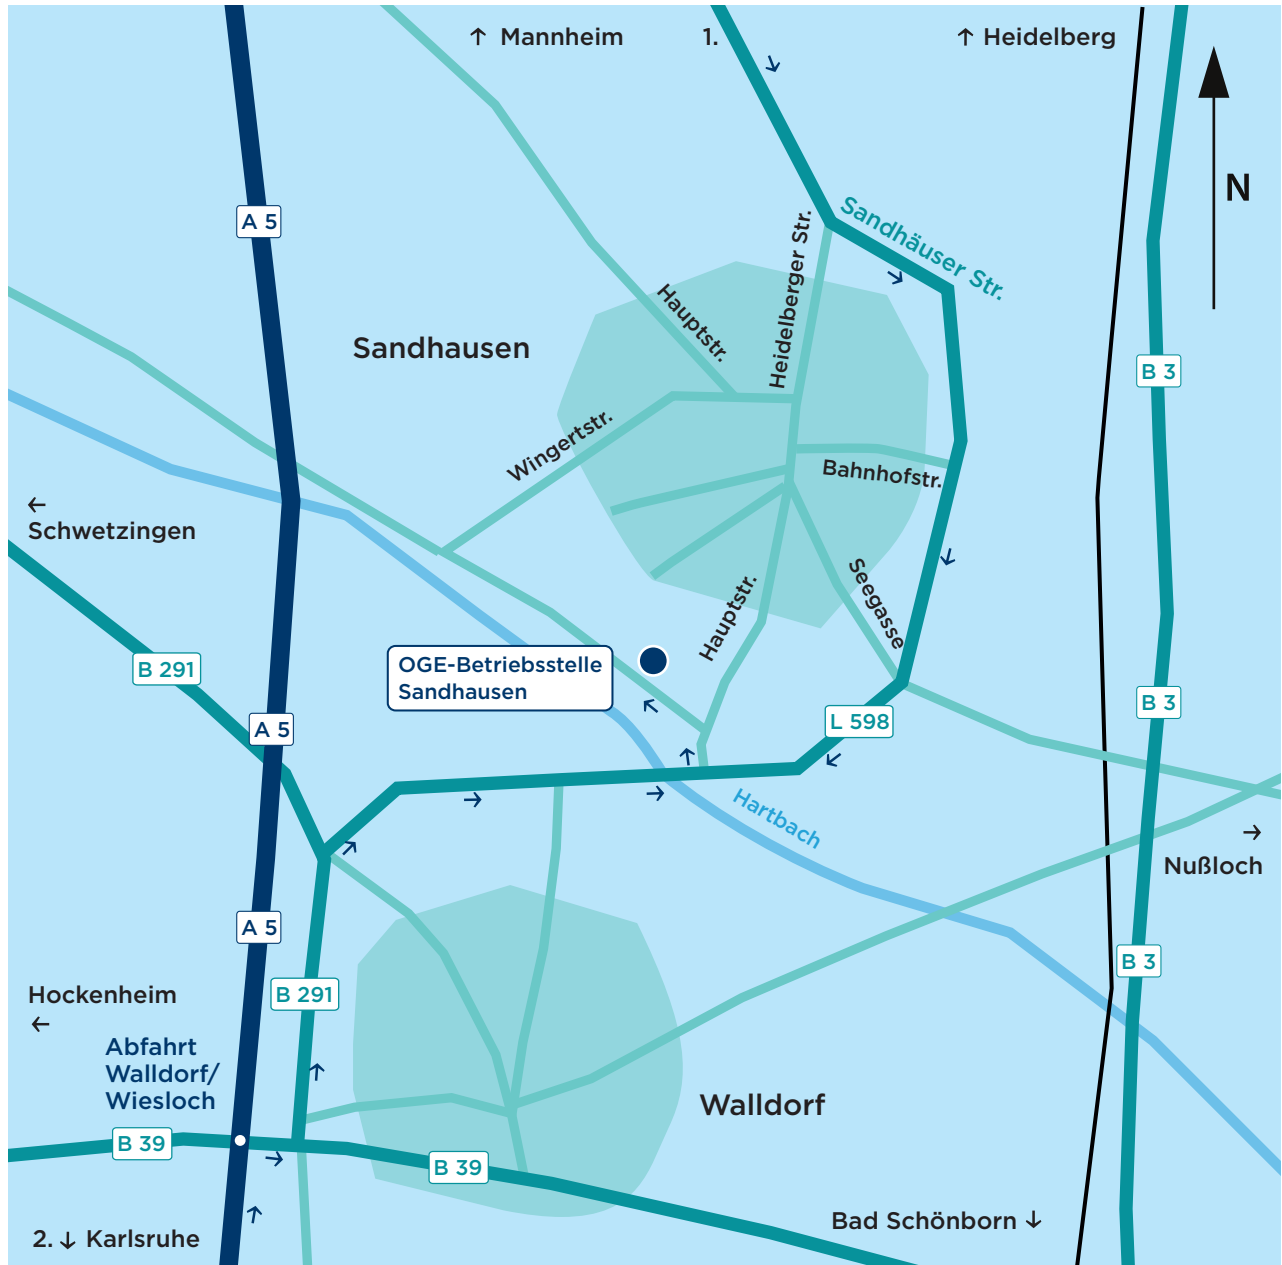 ↑ Mannheim
1.
↑ Heidelberg
N
A 5
Sandhäuser Str.
Heidelberger Str.
Hauptstr.
Sandhausen
B 3
Wingertstr.
Bahnhofstr.
←
Schwetzingen
Seegasse
Hauptstr.
B 291
OGE-Betriebsstelle
Sandhausen
B 3
L 598
A 5
Hartbach
→
Nußloch
A 5
B 3
B 291
Hockenheim
←
Abfahrt
Walldorf/
Wiesloch
Walldorf
B 39
B 39
Bad Schönborn ↓
2. ↓ Karlsruhe